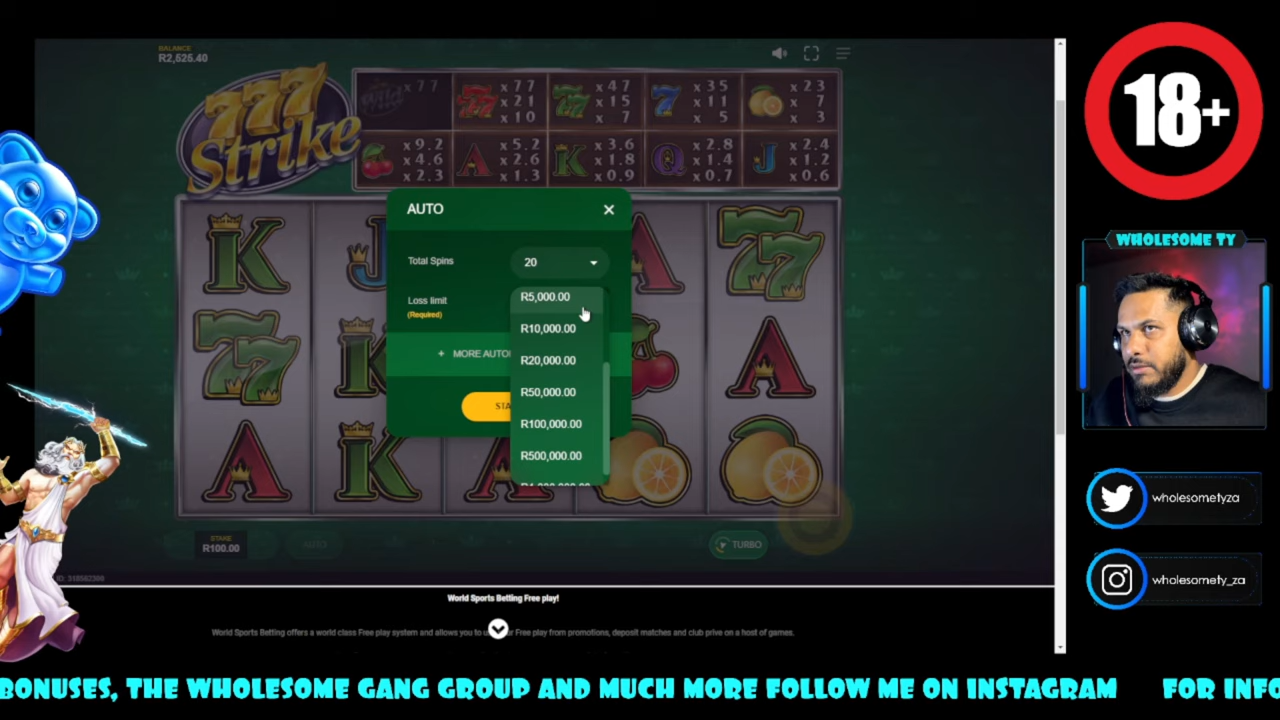 BALANCE
R2,525.40
777
Strike
Wild
x 77
x 77
x 21
x 10
x 47
x 15
x 7
x 35
x 11
x 5
x 23
x 7
x 3
x 9.2
x 4.6
x 2.3
x 5.2
x 2.6
x 1.3
x 3.6
x 1.8
x 0.9
x 2.8
x 1.4
x 0.7
x 2.4
x 1.2
x 0.6
AUTO
Total Spins
20
Loss limit
(Required)
R5,000.00
R10,000.00
R20,000.00
R50,000.00
R100,000.00
R500,000.00
+ MORE
STAKE
R100.00
AUTO
TURBO
World Sports Betting Free play!
World Sports Betting offers a world class Free play system and allows you to Free play from promotions, deposit matches and club prive on a host of games.
18+
WHOLESOME TY
wholesometyza
wholesomety_za
BONUSES, THE WHOLESOME GANG GROUP AND MUCH MORE FOLLOW ME ON INSTAGRAM FOR